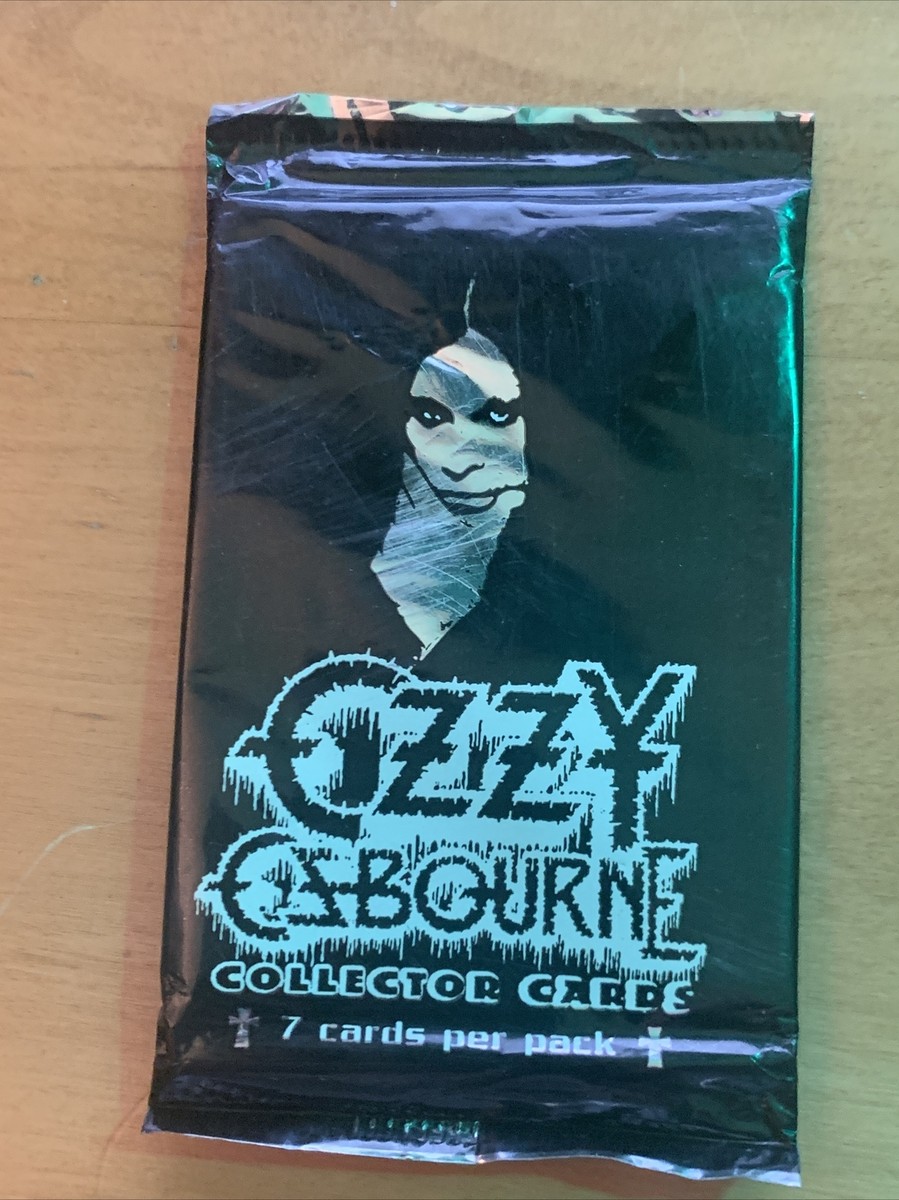 OZZY
OSBOURNE
COLLECTOR CARDS
7 cards per pack